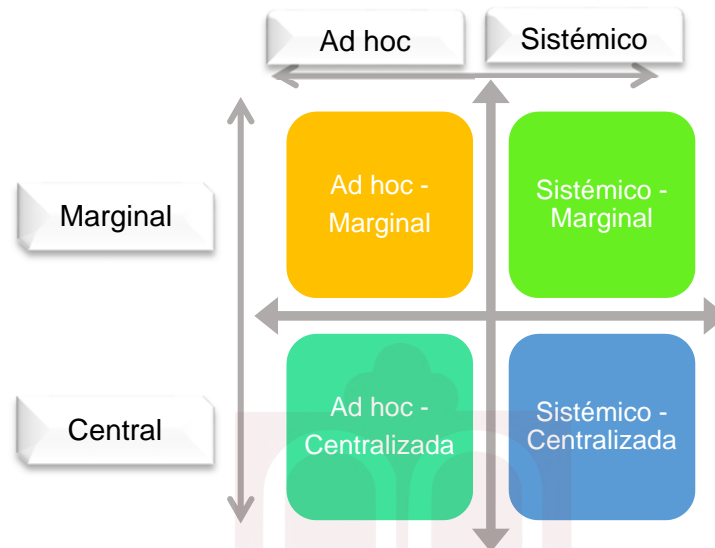 Ad hoc
Sistémico
Marginal
Ad hoc -
Marginal
Sistémico -
Marginal
Central
Ad hoc -
Centralizada
Sistémico -
Centralizada